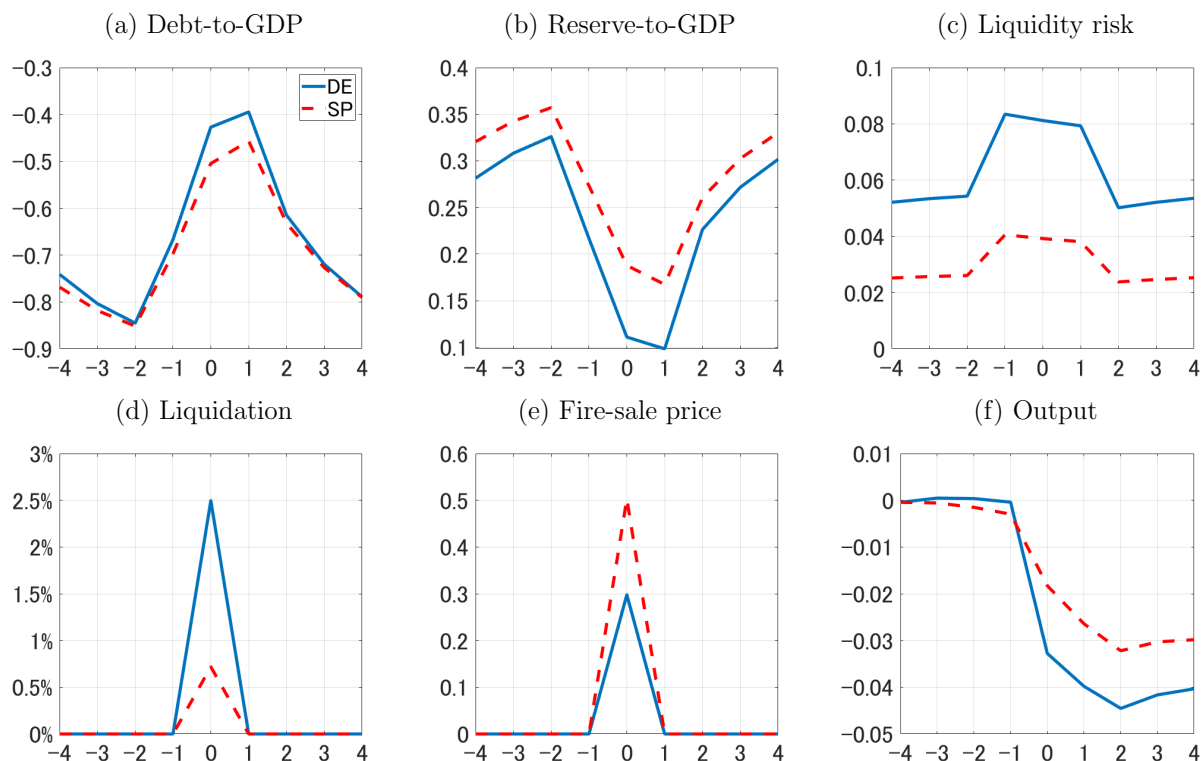 (a) Debt-to-GDP
(b) Reserve-to-GDP
(c) Liquidity risk
−0.3
−0.4
−0.5
−0.6
−0.7
−0.8
−0.9
DE
SP
−4 −3 −2 −1 0 1 2 3 4
0.4
0.35
0.3
0.25
0.2
0.15
0.1
−4 −3 −2 −1 0 1 2 3 4
0.1
0.08
0.06
0.04
0.02
0
−4 −3 −2 −1 0 1 2 3 4
(d) Liquidation
(e) Fire-sale price
(f) Output
3%
2.5%
2%
1.5%
1%
0.5%
0%
−4 −3 −2 −1 0 1 2 3 4
0.6
0.5
0.4
0.3
0.2
0.1
0
−4 −3 −2 −1 0 1 2 3 4
0.01
0
−0.01
−0.02
−0.03
−0.04
−0.05
−4 −3 −2 −1 0 1 2 3 4